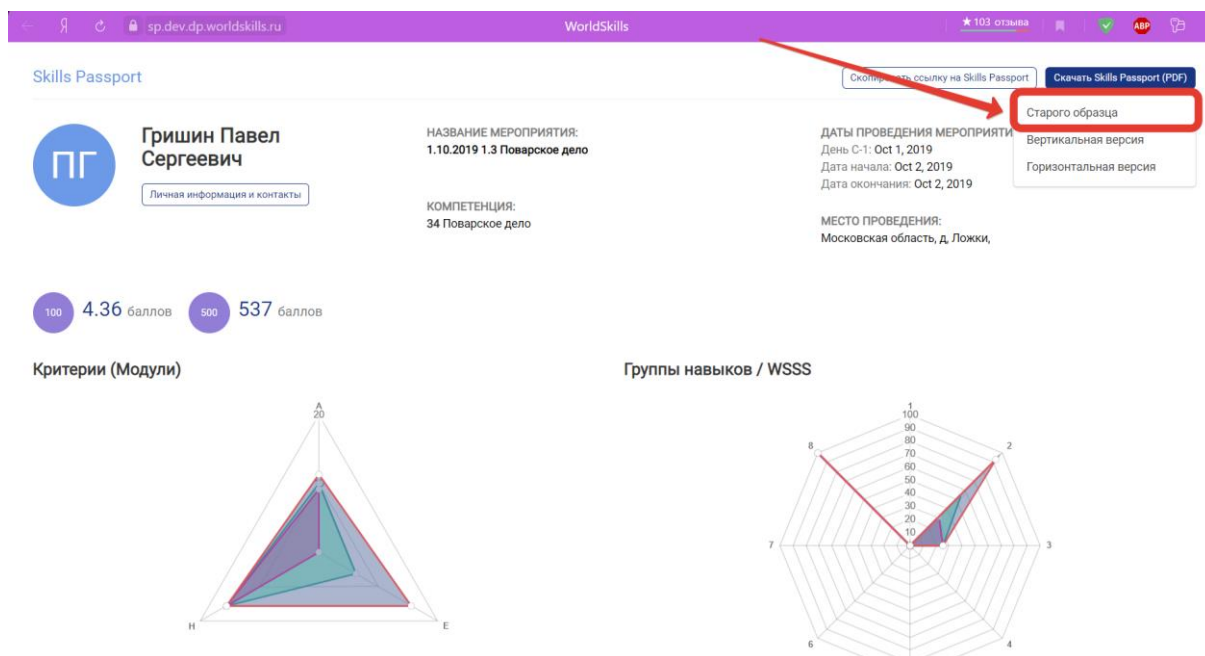 Я sp.dev.dp.worldskills.ru WorldSkills ★ 103 отзыва ABP
Skills Passport
Скопировать ссылку на Skills Passport
Скачать Skills Passport (PDF)
Старого образца
Вертикальная версия
Горизонтальная версия
ПГ
Гришин Павел
Сергеевич
Личная информация и контакты
НАЗВАНИЕ МЕРОПРИЯТИЯ:
1.10.2019 1.3 Поварское дело
КОМПЕТЕНЦИЯ:
34 Поварское дело
ДАТЫ ПРОВЕДЕНИЯ МЕРОПРИЯТИ
День C-1: Oct 1, 2019
Дата начала: Oct 2, 2019
Дата окончания: Oct 2, 2019
МЕСТО ПРОВЕДЕНИЯ:
Московская область, д, Ложки,
100 4.36 баллов 500 537 баллов
Критерии (Модули)
A
20
H
E
Группы навыков / WSSS
1
100
90
80
70
60
50
40
30
20
10
2
3
4
6
7
8